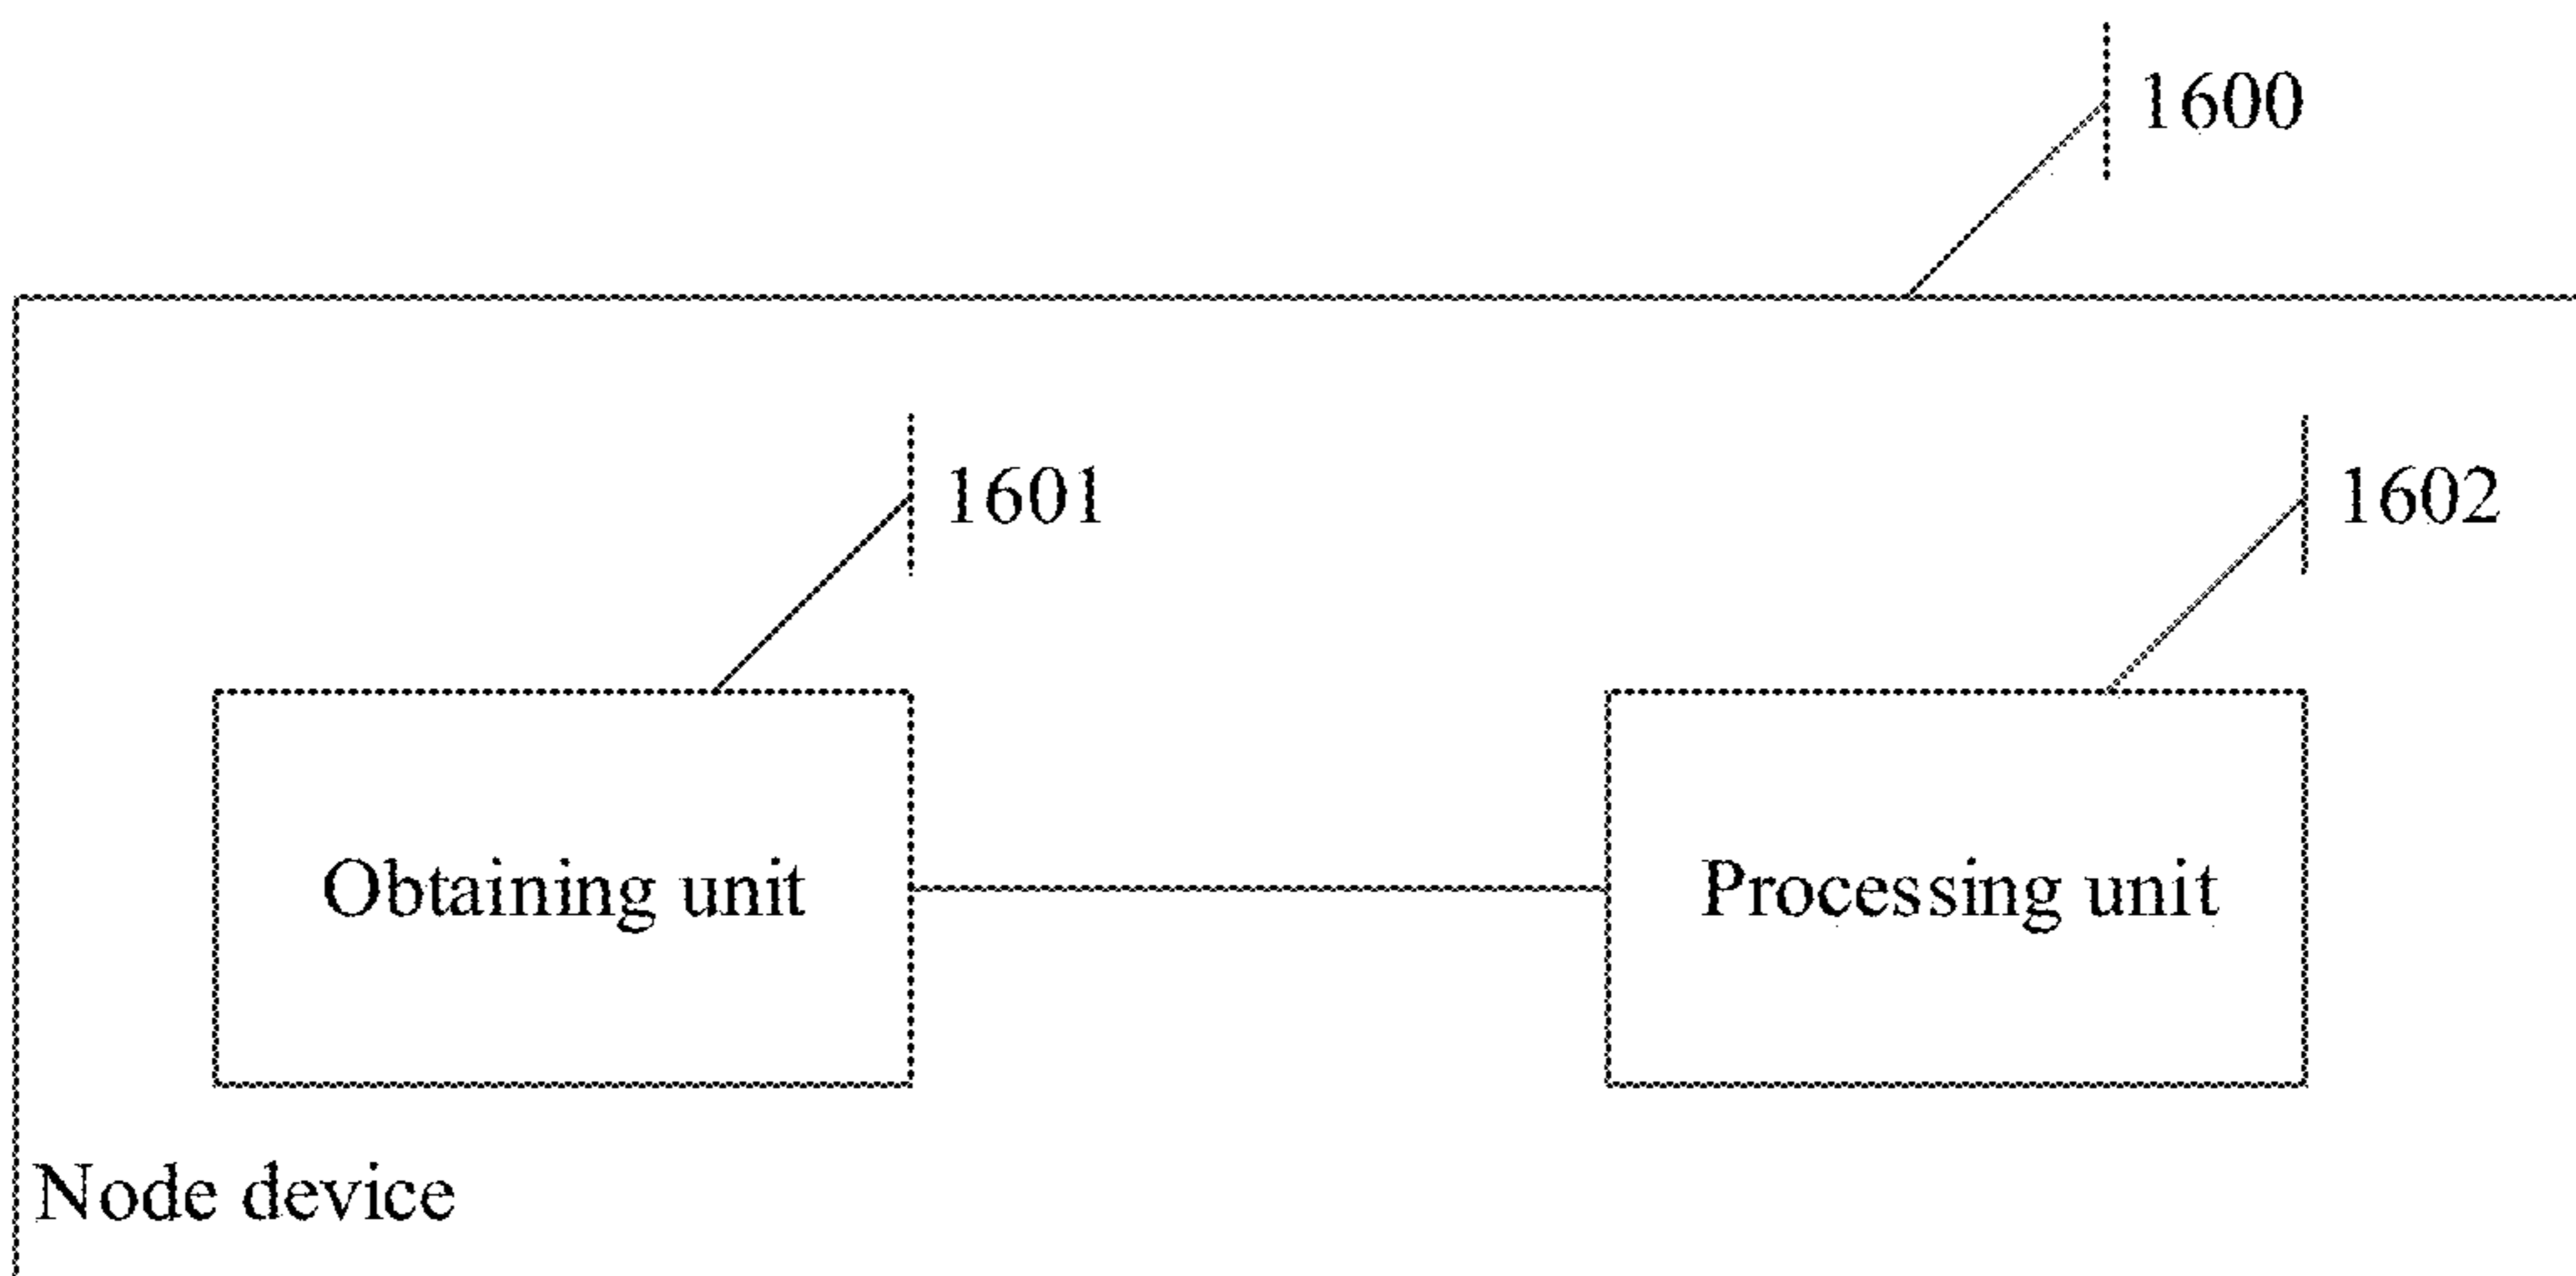 1600
1601
1602
Obtaining unit
Processing unit
Node device